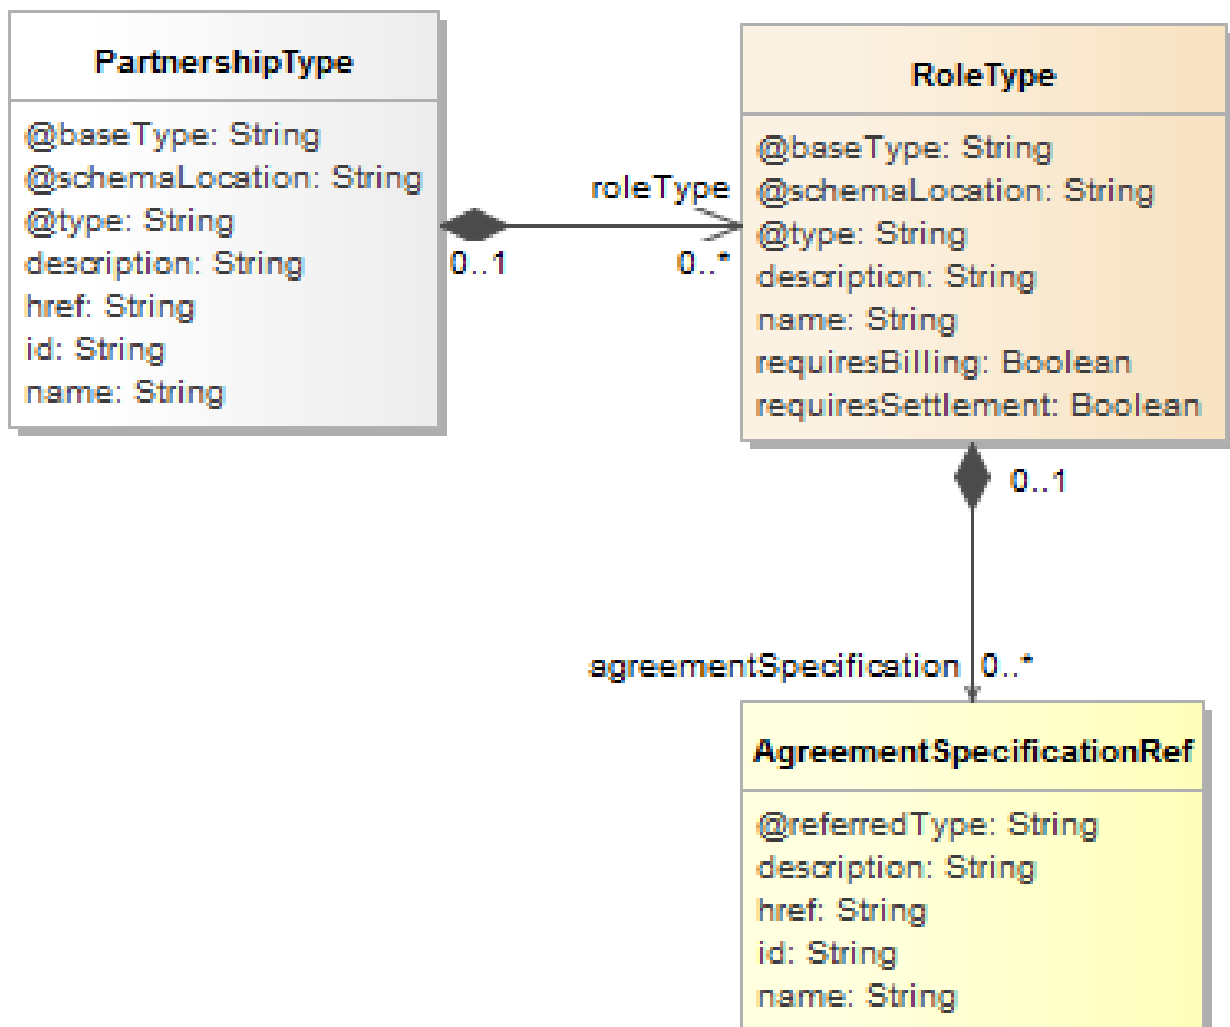 PartnershipType
@baseType: String
@schemaLocation: String
@type: String
description: String
href: String
id: String
name: String
roleType
0..1
0..*
RoleType
@baseType: String
@schemaLocation: String
@type: String
description: String
name: String
requiresBilling: Boolean
requiresSettlement: Boolean
0..1
agreementSpecification
0..*
AgreementSpecificationRef
@referredType: String
description: String
href: String
id: String
name: String